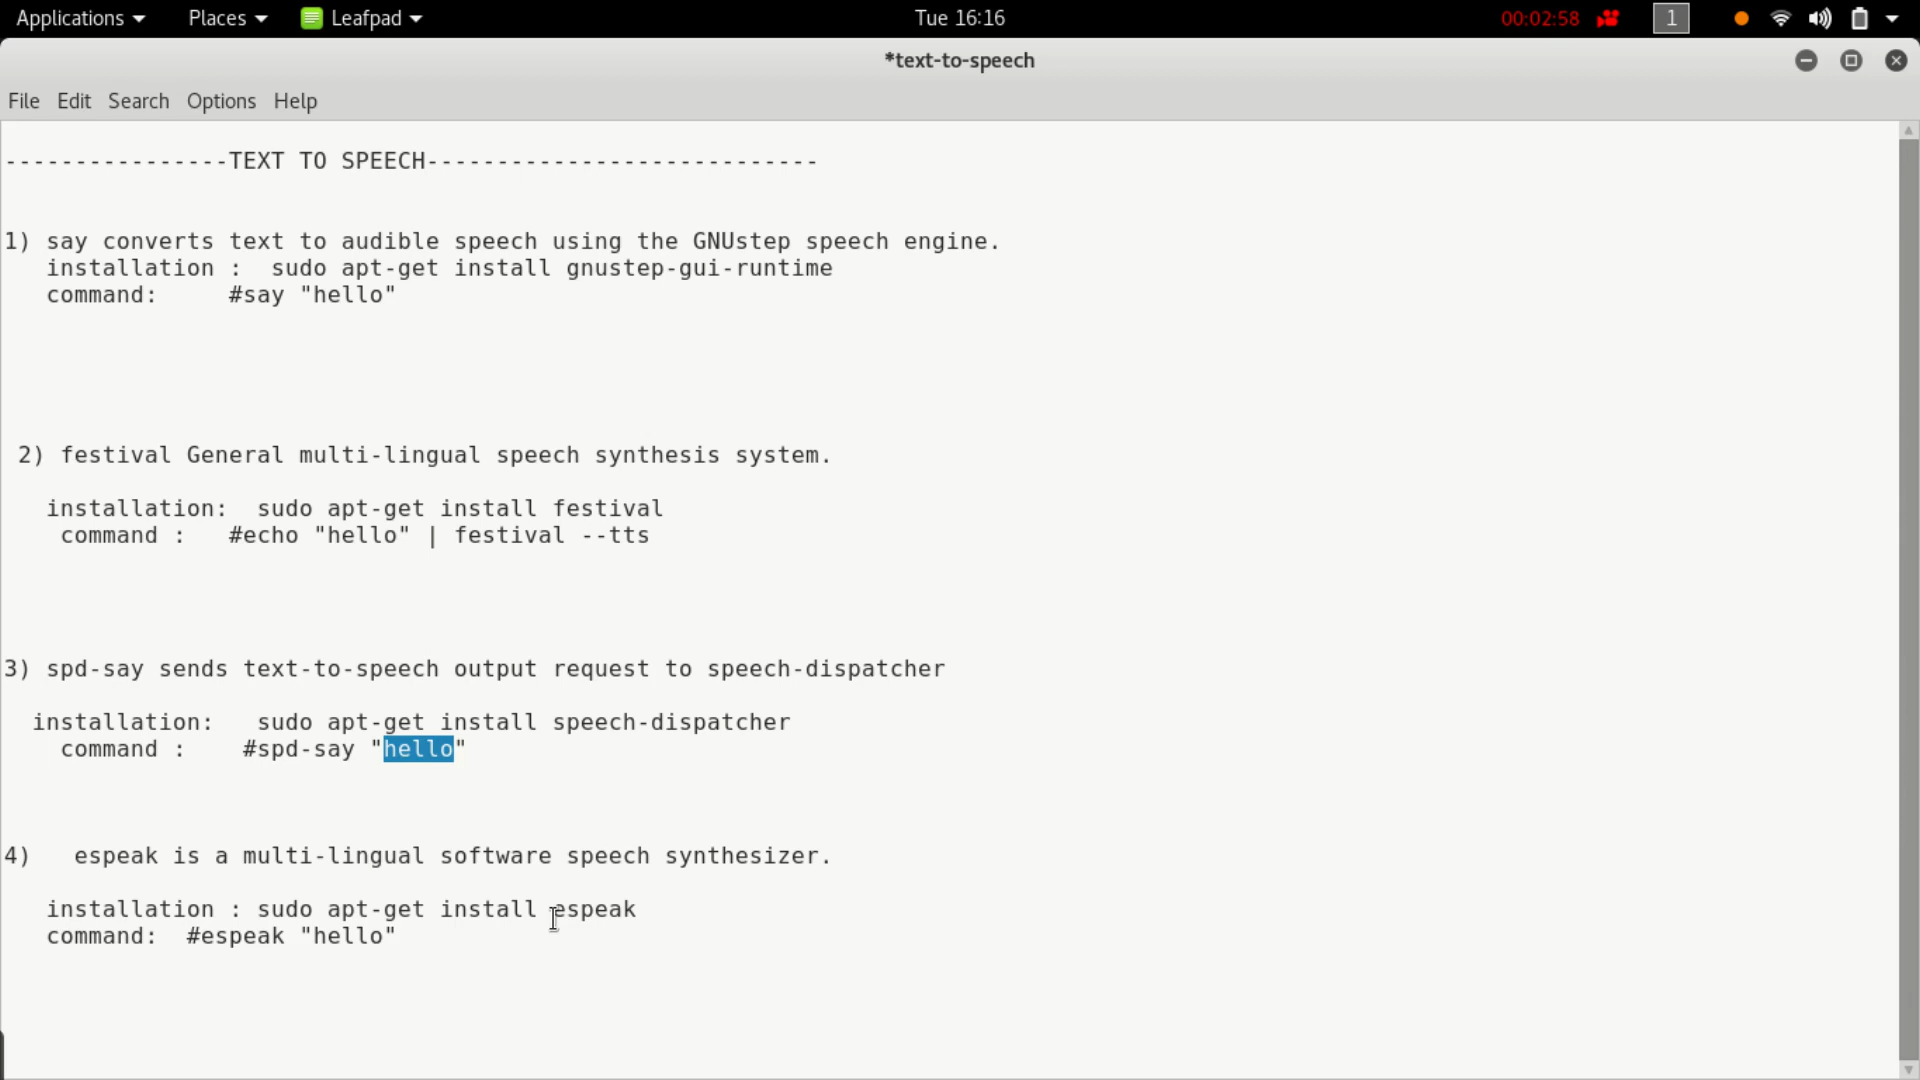 Applications Places Leafpad Tue 16:16 00:02:58 1
*text-to-speech
File Edit Search Options Help
----------------TEXT TO SPEECH----------------------------
1) say converts text to audible speech using the GNUstep speech engine.
installation :  sudo apt-get install gnustep-gui-runtime
command:     #say "hello"
2) festival General multi-lingual speech synthesis system.
installation:  sudo apt-get install festival
command :   #echo "hello" | festival --tts
3) spd-say sends text-to-speech output request to speech-dispatcher
installation:   sudo apt-get install speech-dispatcher
command :    #spd-say "hello"
4)   espeak is a multi-lingual software speech synthesizer.
installation : sudo apt-get install espeak
command:  #espeak "hello"